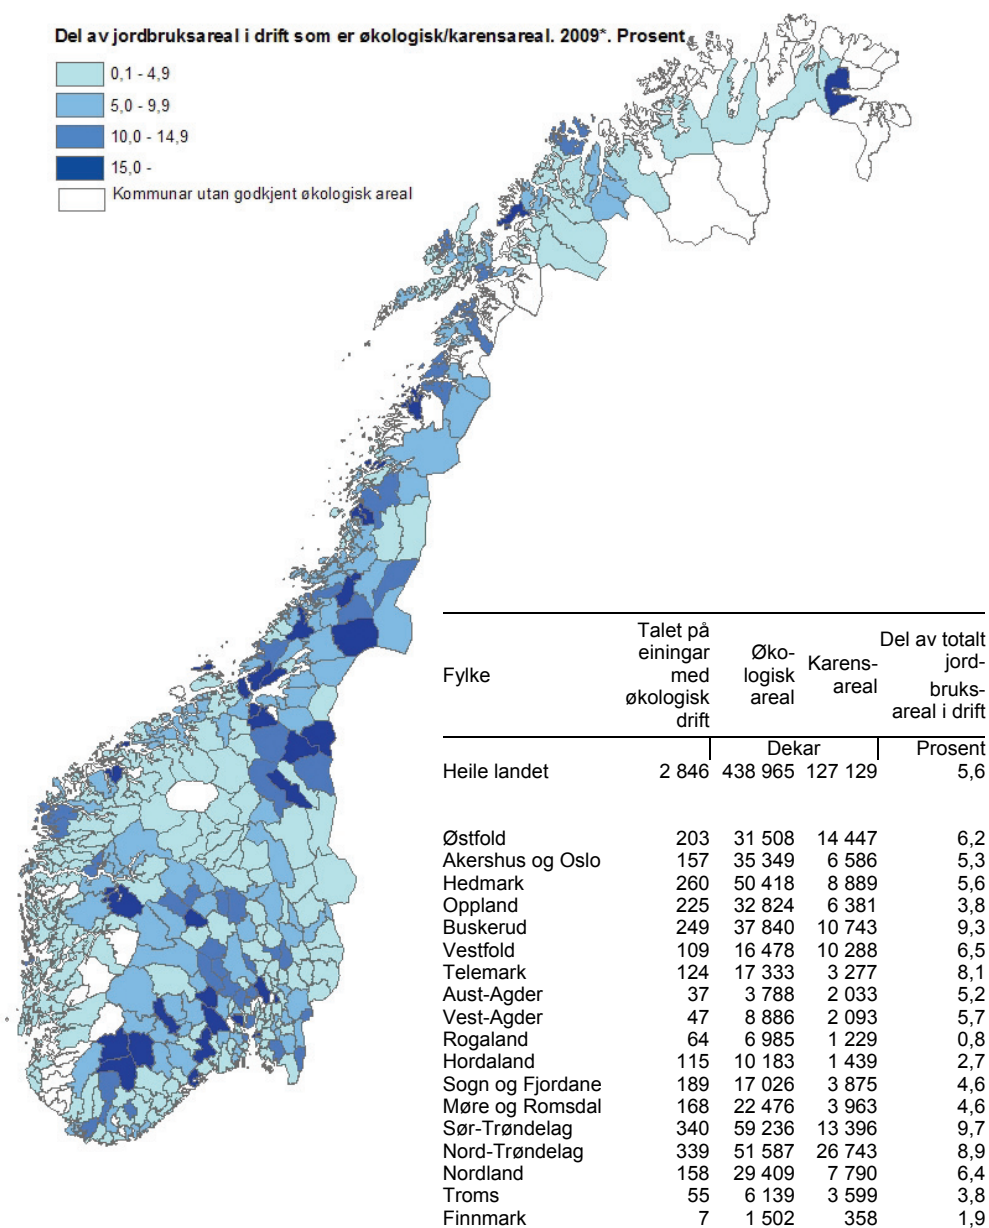 Del av jordbruksareal i drift som er økologisk/karensareal. 2009*. Prosent
0,1 - 4,9
5,0 - 9,9
10,0 - 14,9
15,0 -
Kommunar utan godkjent økologisk areal
Fylke
Talet på
einingar
med
økologisk
drift
Øko-
logisk
areal
Karens-
areal
Del av totalt
jord-
bruks-
areal i drift
Dekar Prosent
Heile landet 2 846 438 965 127 129 5,6
Østfold 203 31 508 14 447 6,2
Akershus og Oslo 157 35 349 6 586 5,3
Hedmark 260 50 418 8 889 5,6
Oppland 225 32 824 6 381 3,8
Buskerud 249 37 840 10 743 9,3
Vestfold 109 16 478 10 288 6,5
Telemark 124 17 333 3 277 8,1
Aust-Agder 37 3 788 2 033 5,2
Vest-Agder 47 8 886 2 093 5,7
Rogaland 64 6 985 1 229 0,8
Hordaland 115 10 183 1 439 2,7
Sogn og Fjordane 189 17 026 3 875 4,6
Møre og Romsdal 168 22 476 3 963 4,6
Sør-Trøndelag 340 59 236 13 396 9,7
Nord-Trøndelag 339 51 587 26 743 8,9
Nordland 158 29 409 7 790 6,4
Troms 55 6 139 3 599 3,8
Finnmark 7 1 502 358 1,9